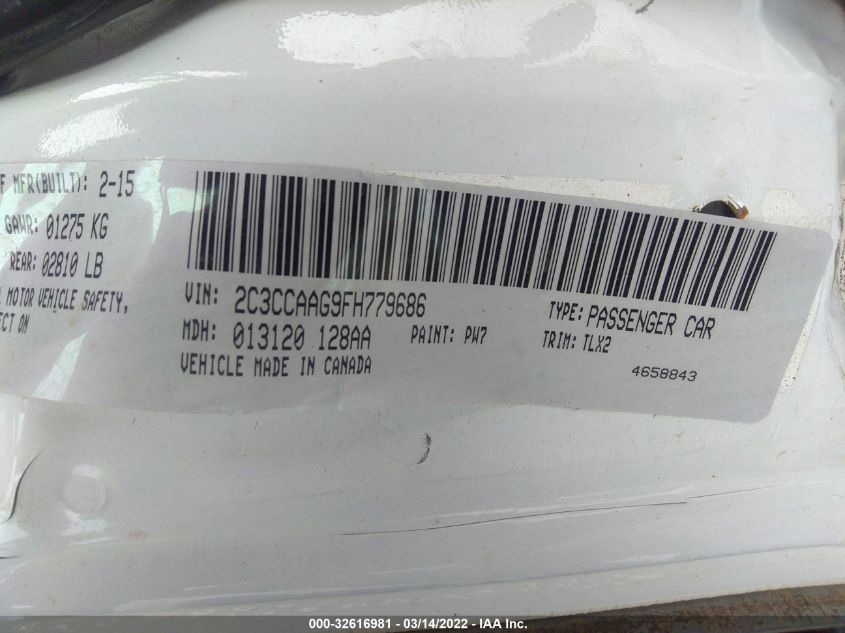 F MFR(BUILT): 2-15
GAWR: 01275 KG
REAR: 02810 LB
MOTOR VEHICLE SAFETY,
ECT ON
VIN: 2C3CCAAG9FH779686
TYPE: PASSENGER CAR
MDH: 013120 128AA
PAINT: PW7
TRIM: TLX2
VEHICLE MADE IN CANADA
4658843
000-32616981 - 03/14/2022 - IAA Inc.